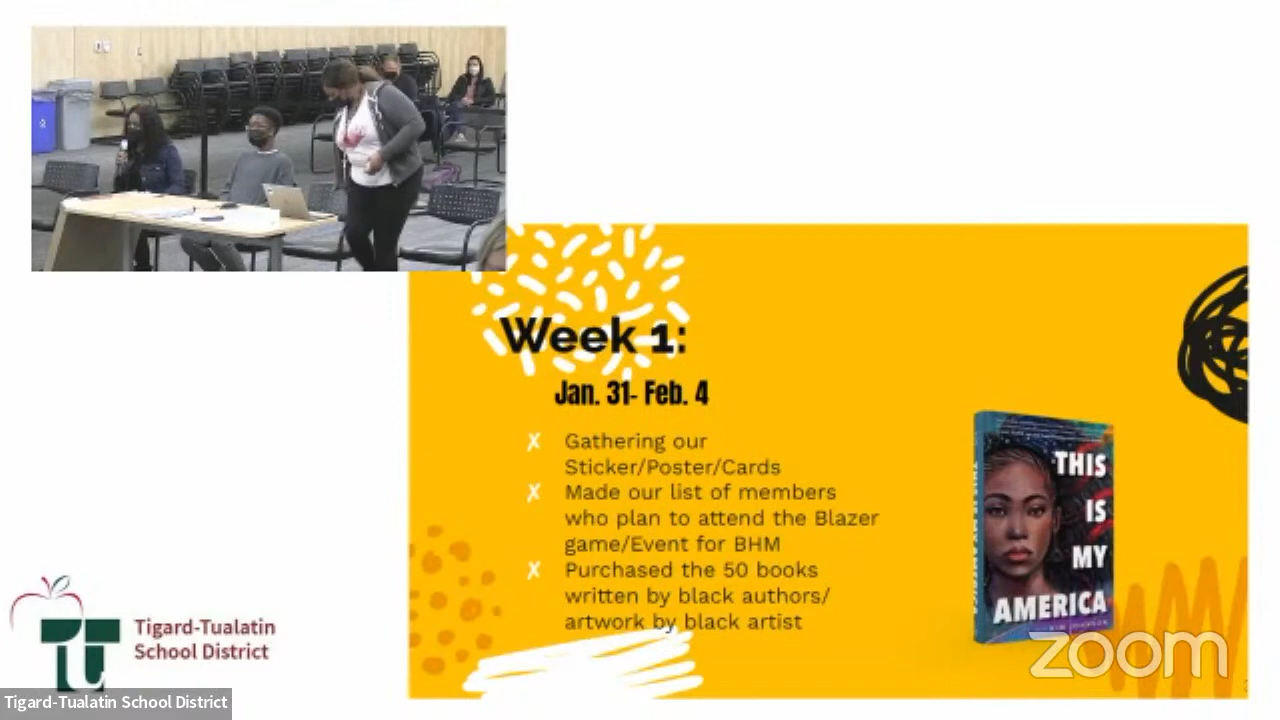 Week 1:
Jan. 31- Feb. 4
✗ Gathering our
Sticker/Poster/Cards
✗ Made our list of members
who plan to attend the Blazer
game/Event for BHM
✗ Purchased the 50 books
written by black authors/
artwork by black artist
THIS
IS
MY
AMERICA
zoom
Tigard-Tualatin
School District
Tigard-Tualatin School District